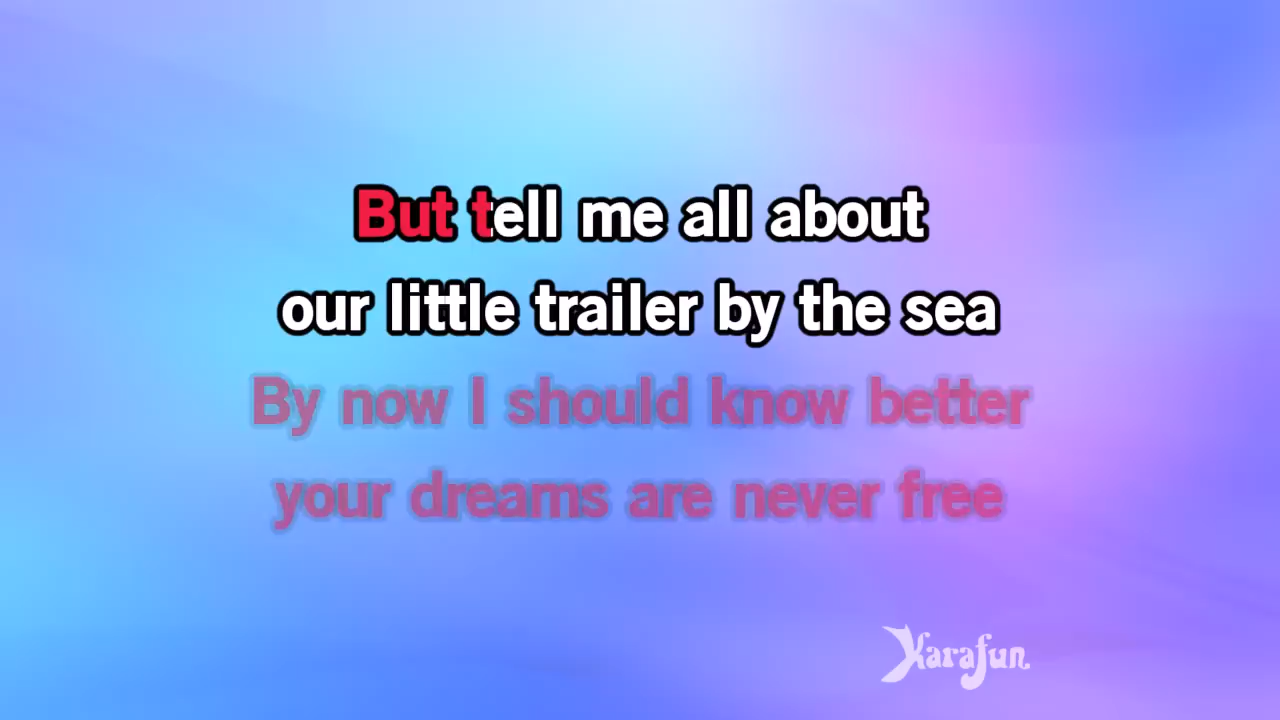 But tell me all about
our little trailer by the sea
By now I should know better
your dreams are never free
Karafun